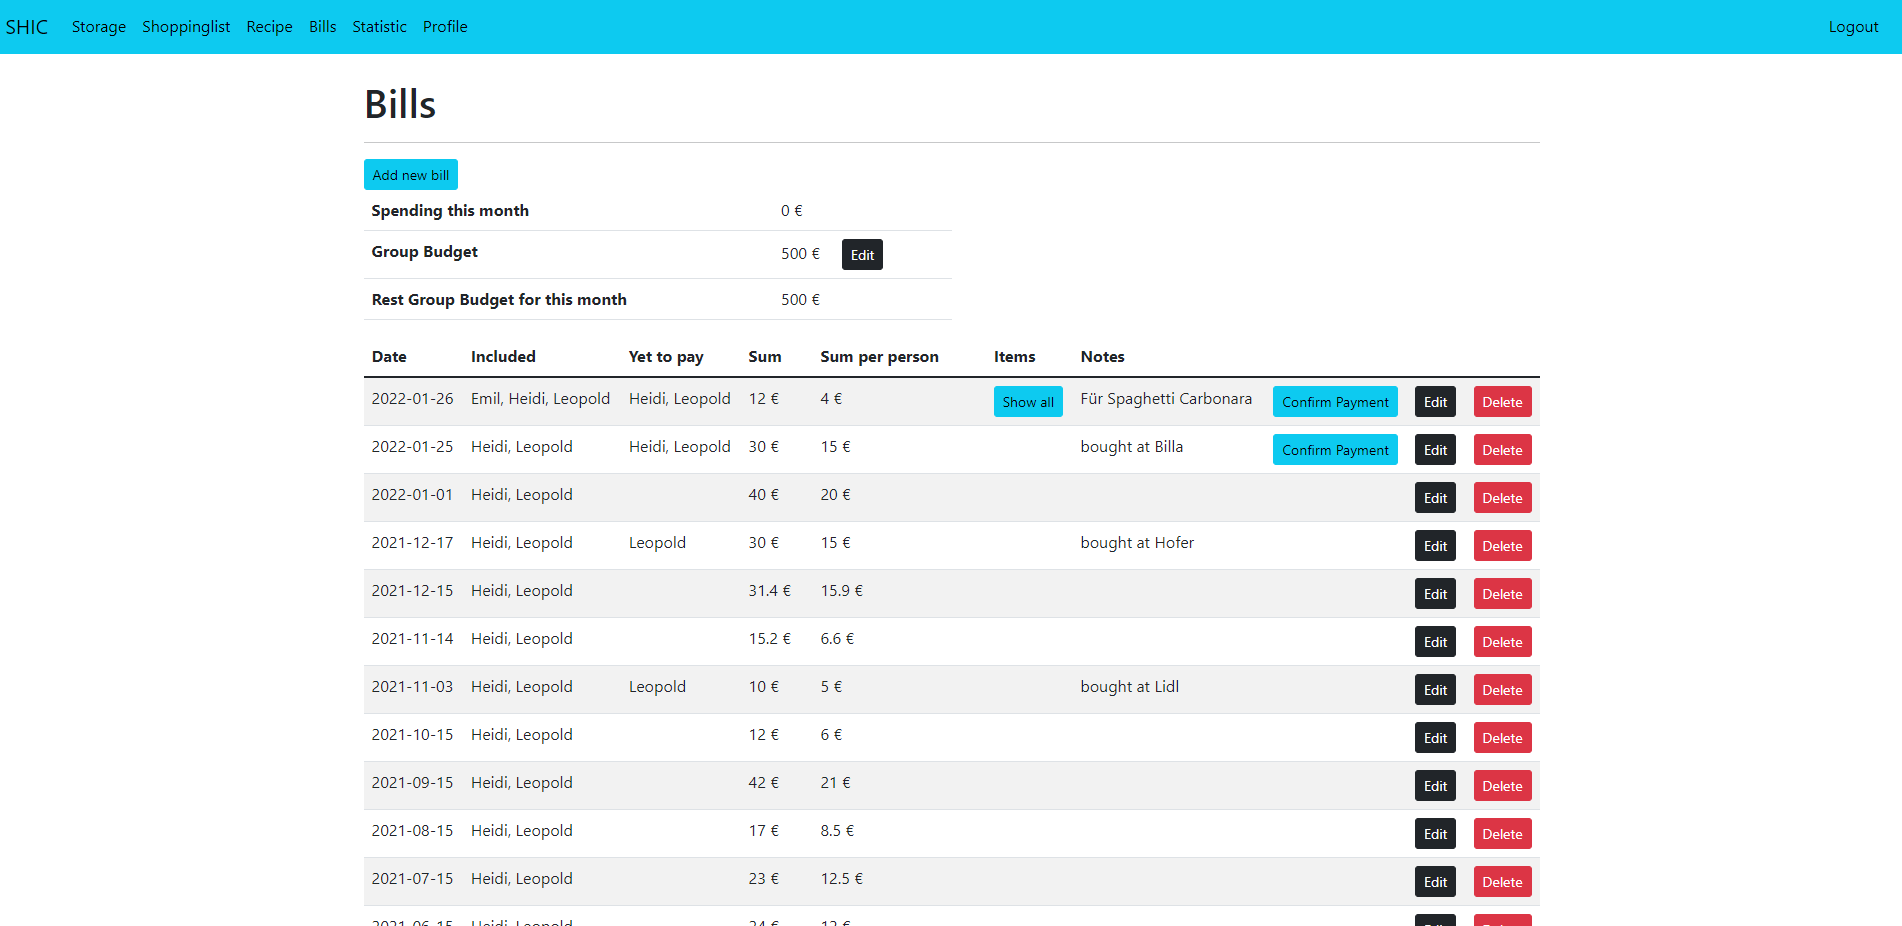 SHIC Storage Shoppinglist Recipe Bills Statistic Profile Logout
Bills
Add new bill
Spending this month 0 €
Group Budget 500 € Edit
Rest Group Budget for this month 500 €
Date Included Yet to pay Sum Sum per person Items Notes
2022-01-26 Emil, Heidi, Leopold Heidi, Leopold 12 € 4 € Show all Für Spaghetti Carbonara Confirm Payment Edit Delete
2022-01-25 Heidi, Leopold Heidi, Leopold 30 € 15 € bought at Billa Confirm Payment Edit Delete
2022-01-01 Heidi, Leopold 40 € 20 € Edit Delete
2021-12-17 Heidi, Leopold Leopold 30 € 15 € bought at Hofer Edit Delete
2021-12-15 Heidi, Leopold 31.4 € 15.9 € Edit Delete
2021-11-14 Heidi, Leopold 15.2 € 6.6 € Edit Delete
2021-11-03 Heidi, Leopold Leopold 10 € 5 € bought at Lidl Edit Delete
2021-10-15 Heidi, Leopold 12 € 6 € Edit Delete
2021-09-15 Heidi, Leopold 42 € 21 € Edit Delete
2021-08-15 Heidi, Leopold 17 € 8.5 € Edit Delete
2021-07-15 Heidi, Leopold 23 € 12.5 € Edit Delete
2021-06-15 Heidi, Leopold